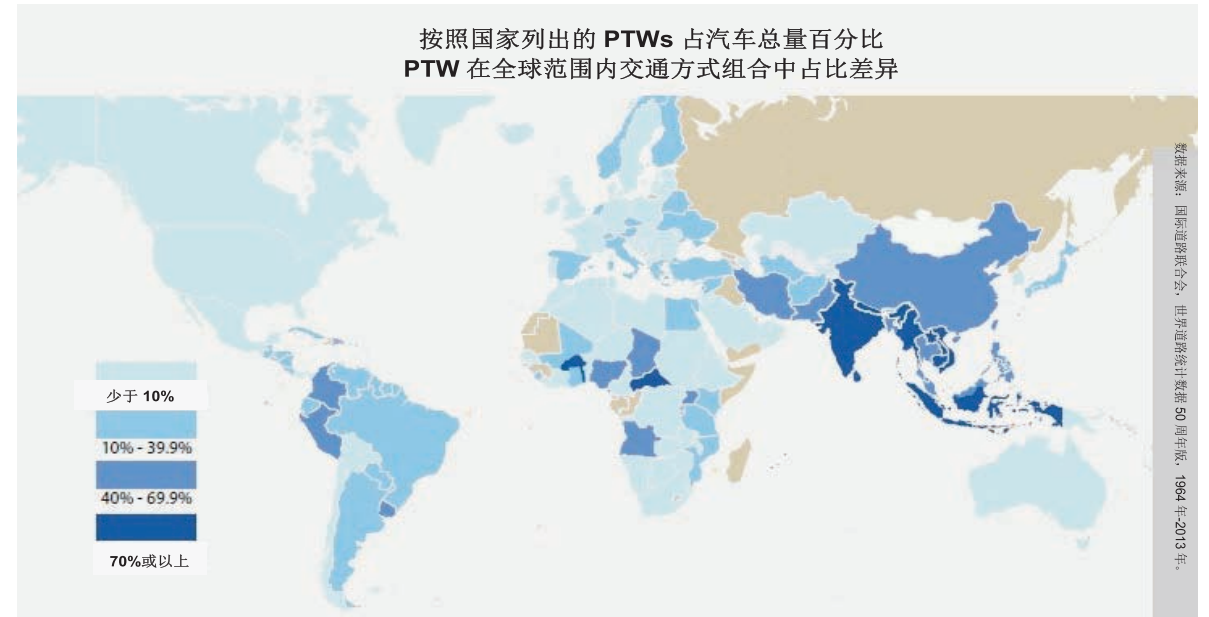 按照国家列出的 PTWs 占汽车总量百分比
PTW 在全球范围内交通方式组合中占比差异
少于 10%
10% - 39.9%
40% - 69.9%
70%或以上
数据来源：国际道路联合会，世界道路统计数据 50 周年版，1964 年-2013 年。